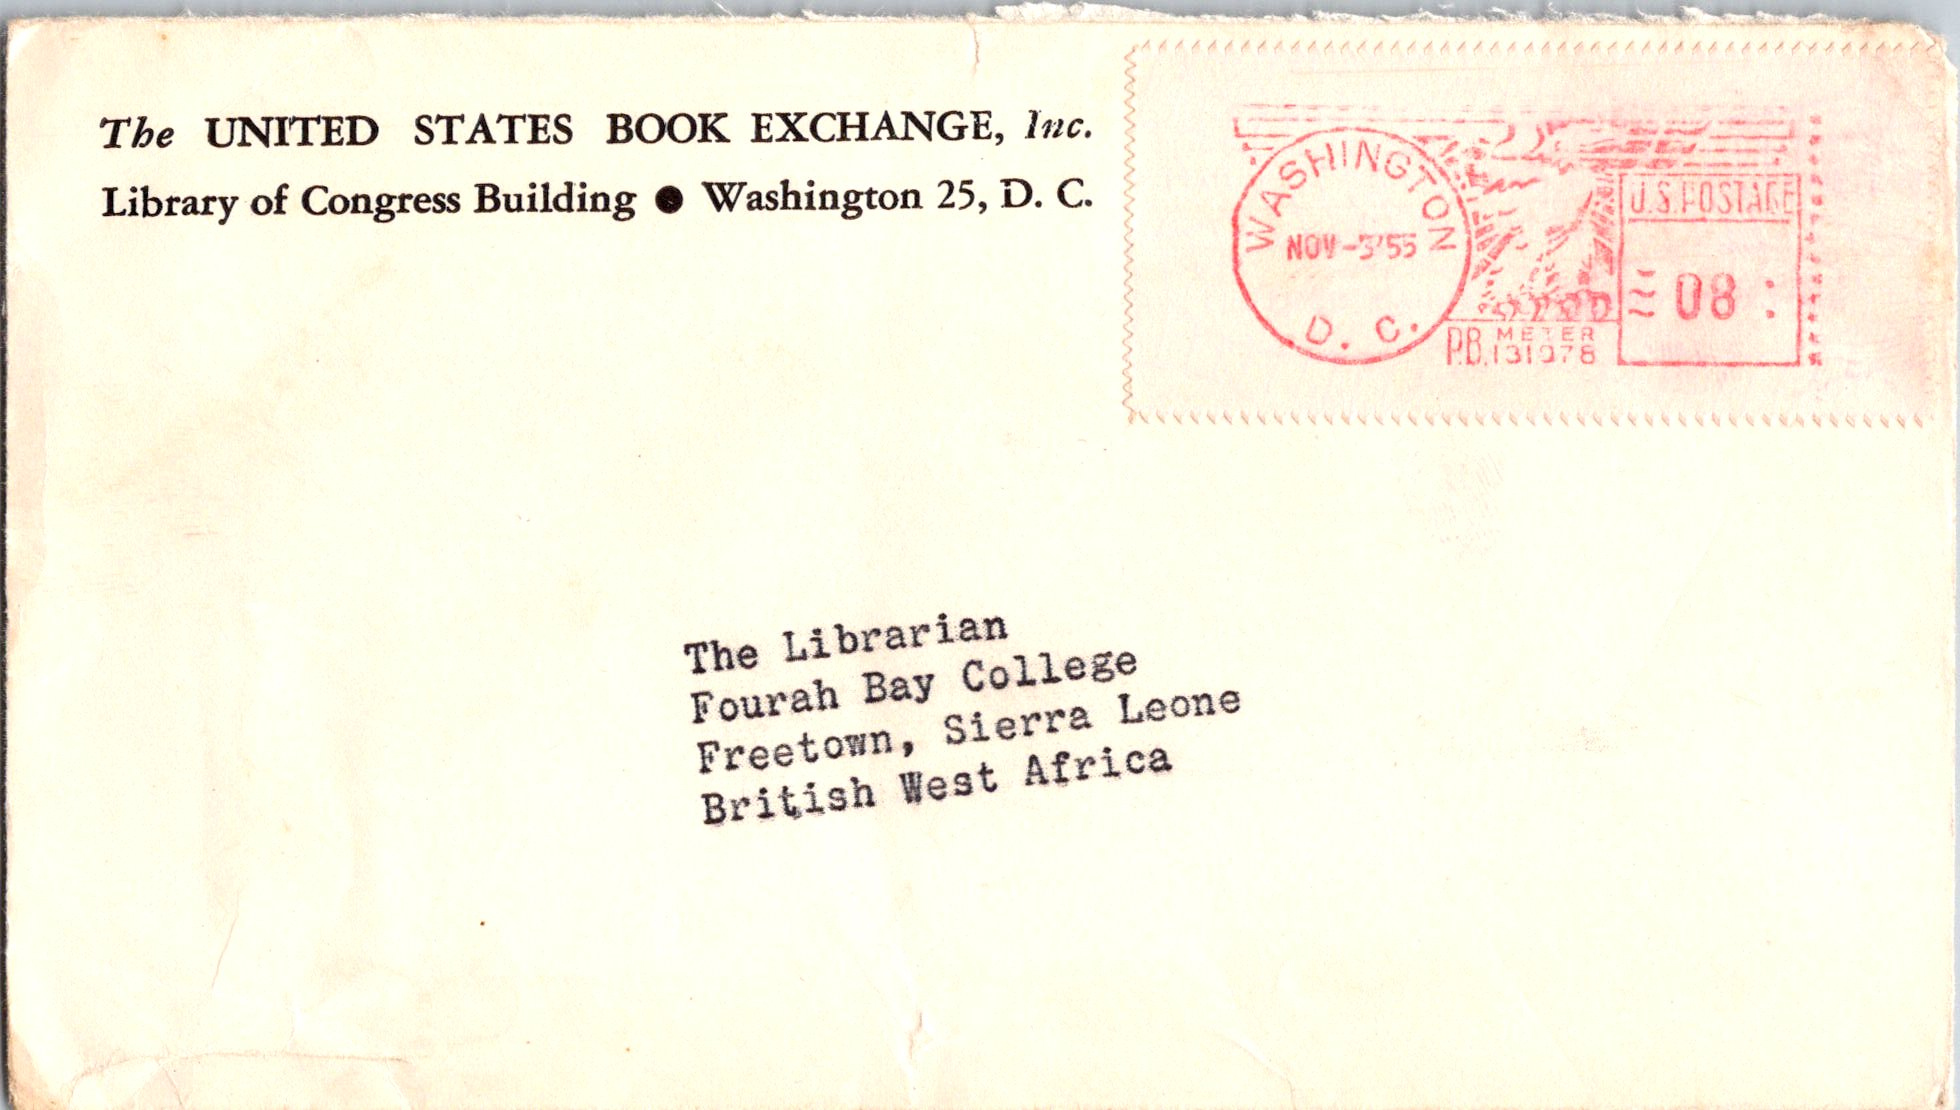 The UNITED STATES BOOK EXCHANGE, Inc.
Library of Congress Building ● Washington 25, D. C.
WASHINGTON
NOV-3'55
D. C.
P.B. METER
131078
U.S. POSTAGE
08
The Librarian
Fourah Bay College
Freetown, Sierra Leone
British West Africa